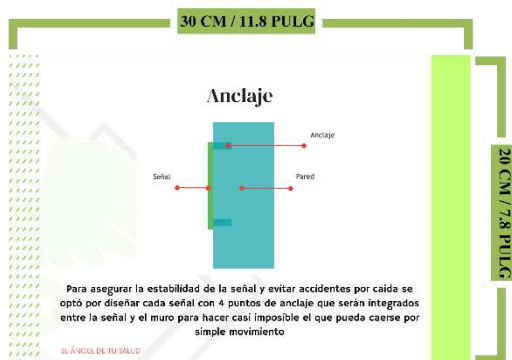 30 CM / 11.8 PULG
Anclaje
Anclaje
Señal
Pared
20 CM / 7.8 PULG
Para asegurar la estabilidad de la señal y evitar accidentes por caída se
optó por diseñar cada señal con 4 puntos de anclaje que serán integrados
entre la señal y el muro para hacer casi imposible el que pueda caerse por
simple movimiento
EL ÁNGEL DE TU SALUD